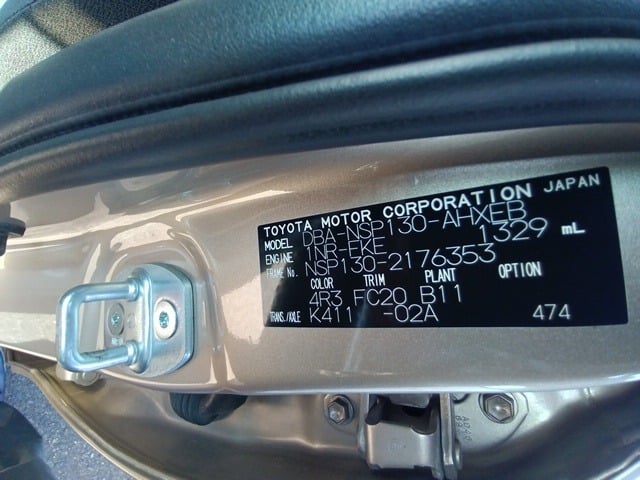 TOYOTA MOTOR CORPORATION JAPAN
MODEL DBA-NSP130-AHXEB
ENGINE 1NR-FKE 1329 mL
FRAME NO. NSP130-2176353
COLOR TRIM PLANT OPTION
4R3 FC20 B11
TRANS./AXLE K411 -02A 474